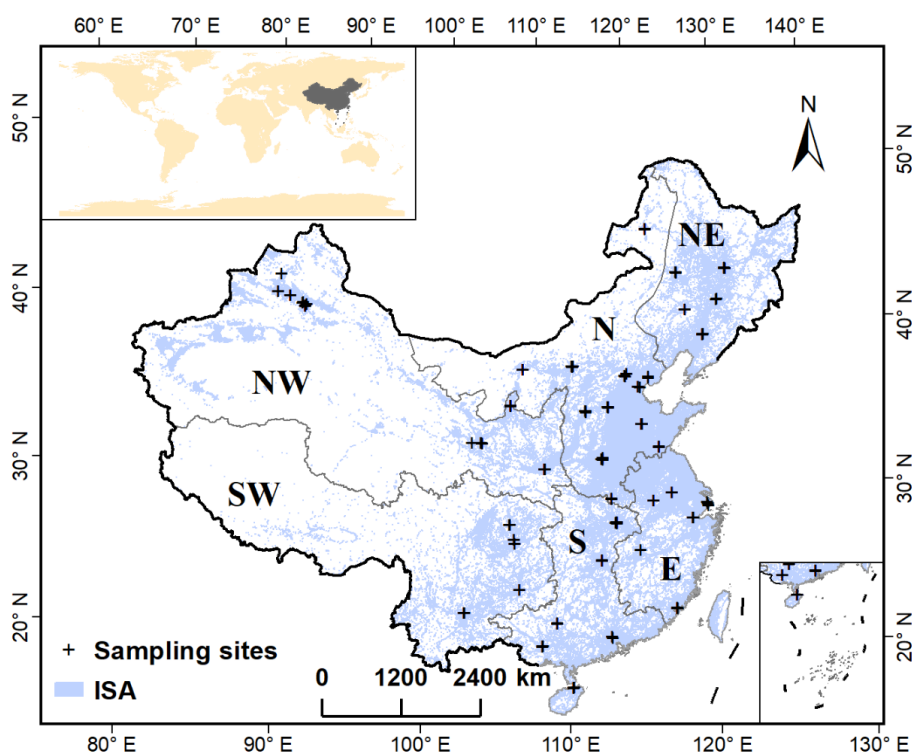 60° E 70° E 80° E 90° E 100° E 110° E 120° E 130° E 140° E
N
50° N 50° N
NE
40° N 40° N
N
NW
30° N 30° N
SW
S
E
20° N 20° N
Sampling sites
0 1200 2400 km
ISA
80° E 90° E 100° E 110° E 120° E 130° E